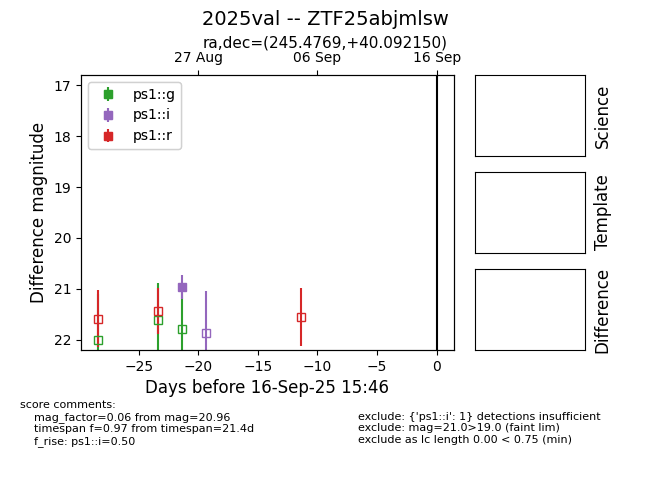 2025val -- ZTF25abjmlsw
ra,dec=(245.4769,+40.092150)
27 Aug 06 Sep 16 Sep
ps1::g
ps1::i
ps1::r
17
18
19
20
21
22
Difference magnitude
−25 −20 −15 −10 −5 0
Days before 16-Sep-25 15:46
Science
Template
Difference
score comments:
mag_factor=0.06 from mag=20.96
timespan f=0.97 from timespan=21.4d
f_rise: ps1::i=0.50
exclude: {'ps1::i': 1} detections insufficient
exclude: mag=21.0>19.0 (faint lim)
exclude as lc length 0.00 < 0.75 (min)